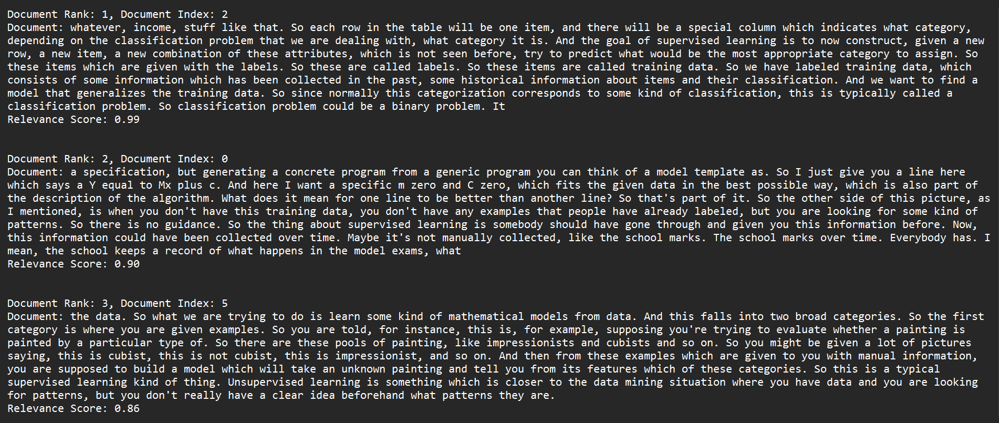 Document Rank: 1, Document Index: 2
Document: whatever, income, stuff like that. So each row in the table will be one item, and there will be a special column which indicates what category,
depending on the classification problem that we are dealing with, what category it is. And the goal of supervised learning is to now construct, given a new
row, a new item, a new combination of these attributes, which is not seen before, try to predict what would be the most appropriate category to assign. So
these items which are given with the labels. So these are called labels. So these items are called training data. So we have labeled training data, which
consists of some information which has been collected in the past, some historical information about items and their classification. And we want to find a
model that generalizes the training data. So since normally this categorization corresponds to some kind of classification, this is typically called a
classification problem. So classification problem could be a binary problem. It
Relevance Score: 0.99
Document Rank: 2, Document Index: 0
Document: a specification, but generating a concrete program from a generic program you can think of a model template as. So I just give you a line here
which says a Y equal to Mx plus c. And here I want a specific m zero and C zero, which fits the given data in the best possible way, which is also part of
the description of the algorithm. What does it mean for one line to be better than another line? So that's part of it. So the other side of this picture, as
I mentioned, is when you don't have this training data, you don't have any examples that people have already labeled, but you are looking for some kind of
patterns. So there is no guidance. So the thing about supervised learning is somebody should have gone through and given you this information before. Now,
this information could have been collected over time. Maybe it's not manually collected, like the school marks. The school marks over time. Everybody has. I
mean, the school keeps a record of what happens in the model exams, what
Relevance Score: 0.90
Document Rank: 3, Document Index: 5
Document: the data. So what we are trying to do is learn some kind of mathematical models from data. And this falls into two broad categories. So the first
category is where you are given examples. So you are told, for instance, this is, for example, supposing you're trying to evaluate whether a painting is
painted by a particular type of. So there are these pools of painting, like impressionists and cubists and so on. So you might be given a lot of pictures
saying, this is cubist, this is not cubist, this is impressionist, and so on. And then from these examples which are given to you with manual information,
you are supposed to build a model which will take an unknown painting and tell you from its features which of these categories. So this is a typical
supervised learning kind of thing. Unsupervised learning is something which is closer to the data mining situation where you have data and you are looking
for patterns, but you don't really have a clear idea beforehand what patterns they are.
Relevance Score: 0.86